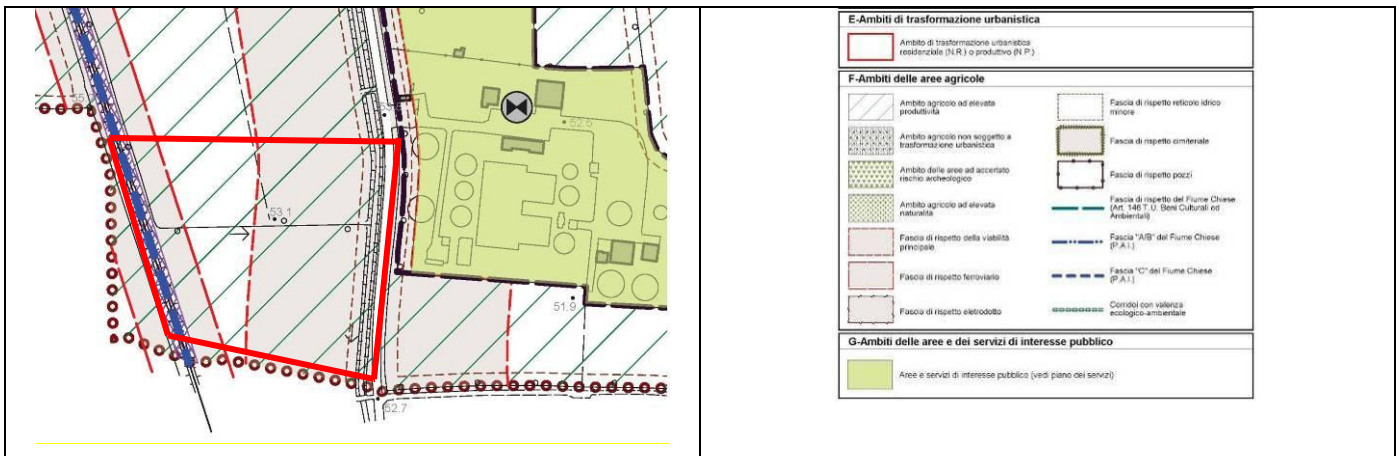 53.1
52.6
51.9
52.7
E-Ambiti di trasformazione urbanistica
Ambito di trasformazione urbanistica
residenziale (N.R.) o produttivo (N.P.)
F-Ambiti delle aree agricole
Ambito agricolo ad elevata
produttività
Ambito agricolo non soggetto a
trasformazione urbanistica
Ambito delle aree ad accertato
rischio archeologico
Ambito agricolo ad elevata
naturalità
Fascia di rispetto della viabilità
principale
Fascia di rispetto ferroviario
Fascia di rispetto elettrodotto
Fascia di rispetto reticolo idrico
minore
Fascia di rispetto cimiteriale
Fascia di rispetto pozzi
Fascia di rispetto del Fiume Chiese
(Art. 146 T.U. Beni Culturali ed
Ambientali)
Fascia "A/B" del Fiume Chiese
(P.A.I.)
Fascia "C" del Fiume Chiese
(P.A.I.)
Corridoi con valenza
ecologico-ambientale
G-Ambiti delle aree e dei servizi di interesse pubblico
Aree e servizi di interesse pubblico (vedi piano dei servizi)